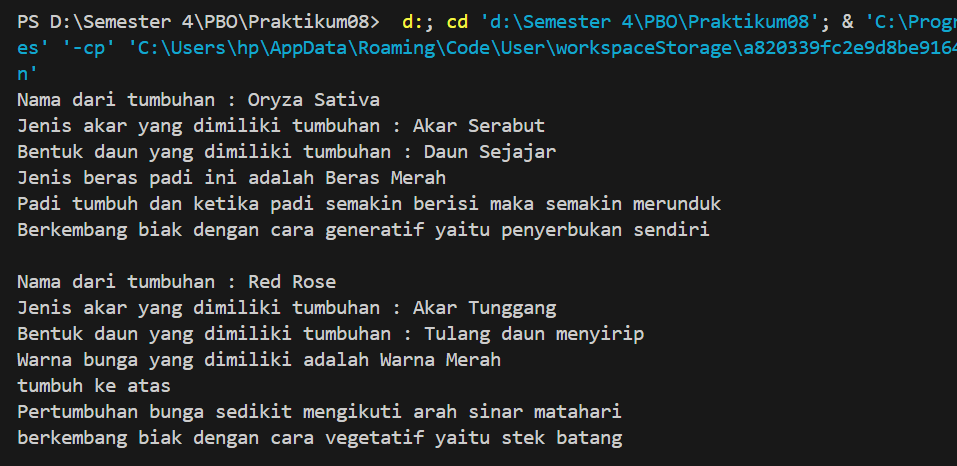 PS D:\Semester 4\PBO\Praktikum08>  d:; cd 'd:\Semester 4\PBO\Praktikum08'; & 'C:\Progr
es' '-cp' 'C:\Users\hp\AppData\Roaming\Code\User\workspaceStorage\a820339fc2e9d8be9164
n'
Nama dari tumbuhan : Oryza Sativa
Jenis akar yang dimiliki tumbuhan : Akar Serabut
Bentuk daun yang dimiliki tumbuhan : Daun Sejajar
Jenis beras padi ini adalah Beras Merah
Padi tumbuh dan ketika padi semakin berisi maka semakin merunduk
Berkembang biak dengan cara generatif yaitu penyerbukan sendiri

Nama dari tumbuhan : Red Rose
Jenis akar yang dimiliki tumbuhan : Akar Tunggang
Bentuk daun yang dimiliki tumbuhan : Tulang daun menyirip
Warna bunga yang dimiliki adalah Warna Merah
tumbuh ke atas
Pertumbuhan bunga sedikit mengikuti arah sinar matahari
berkembang biak dengan cara vegetatif yaitu stek batang